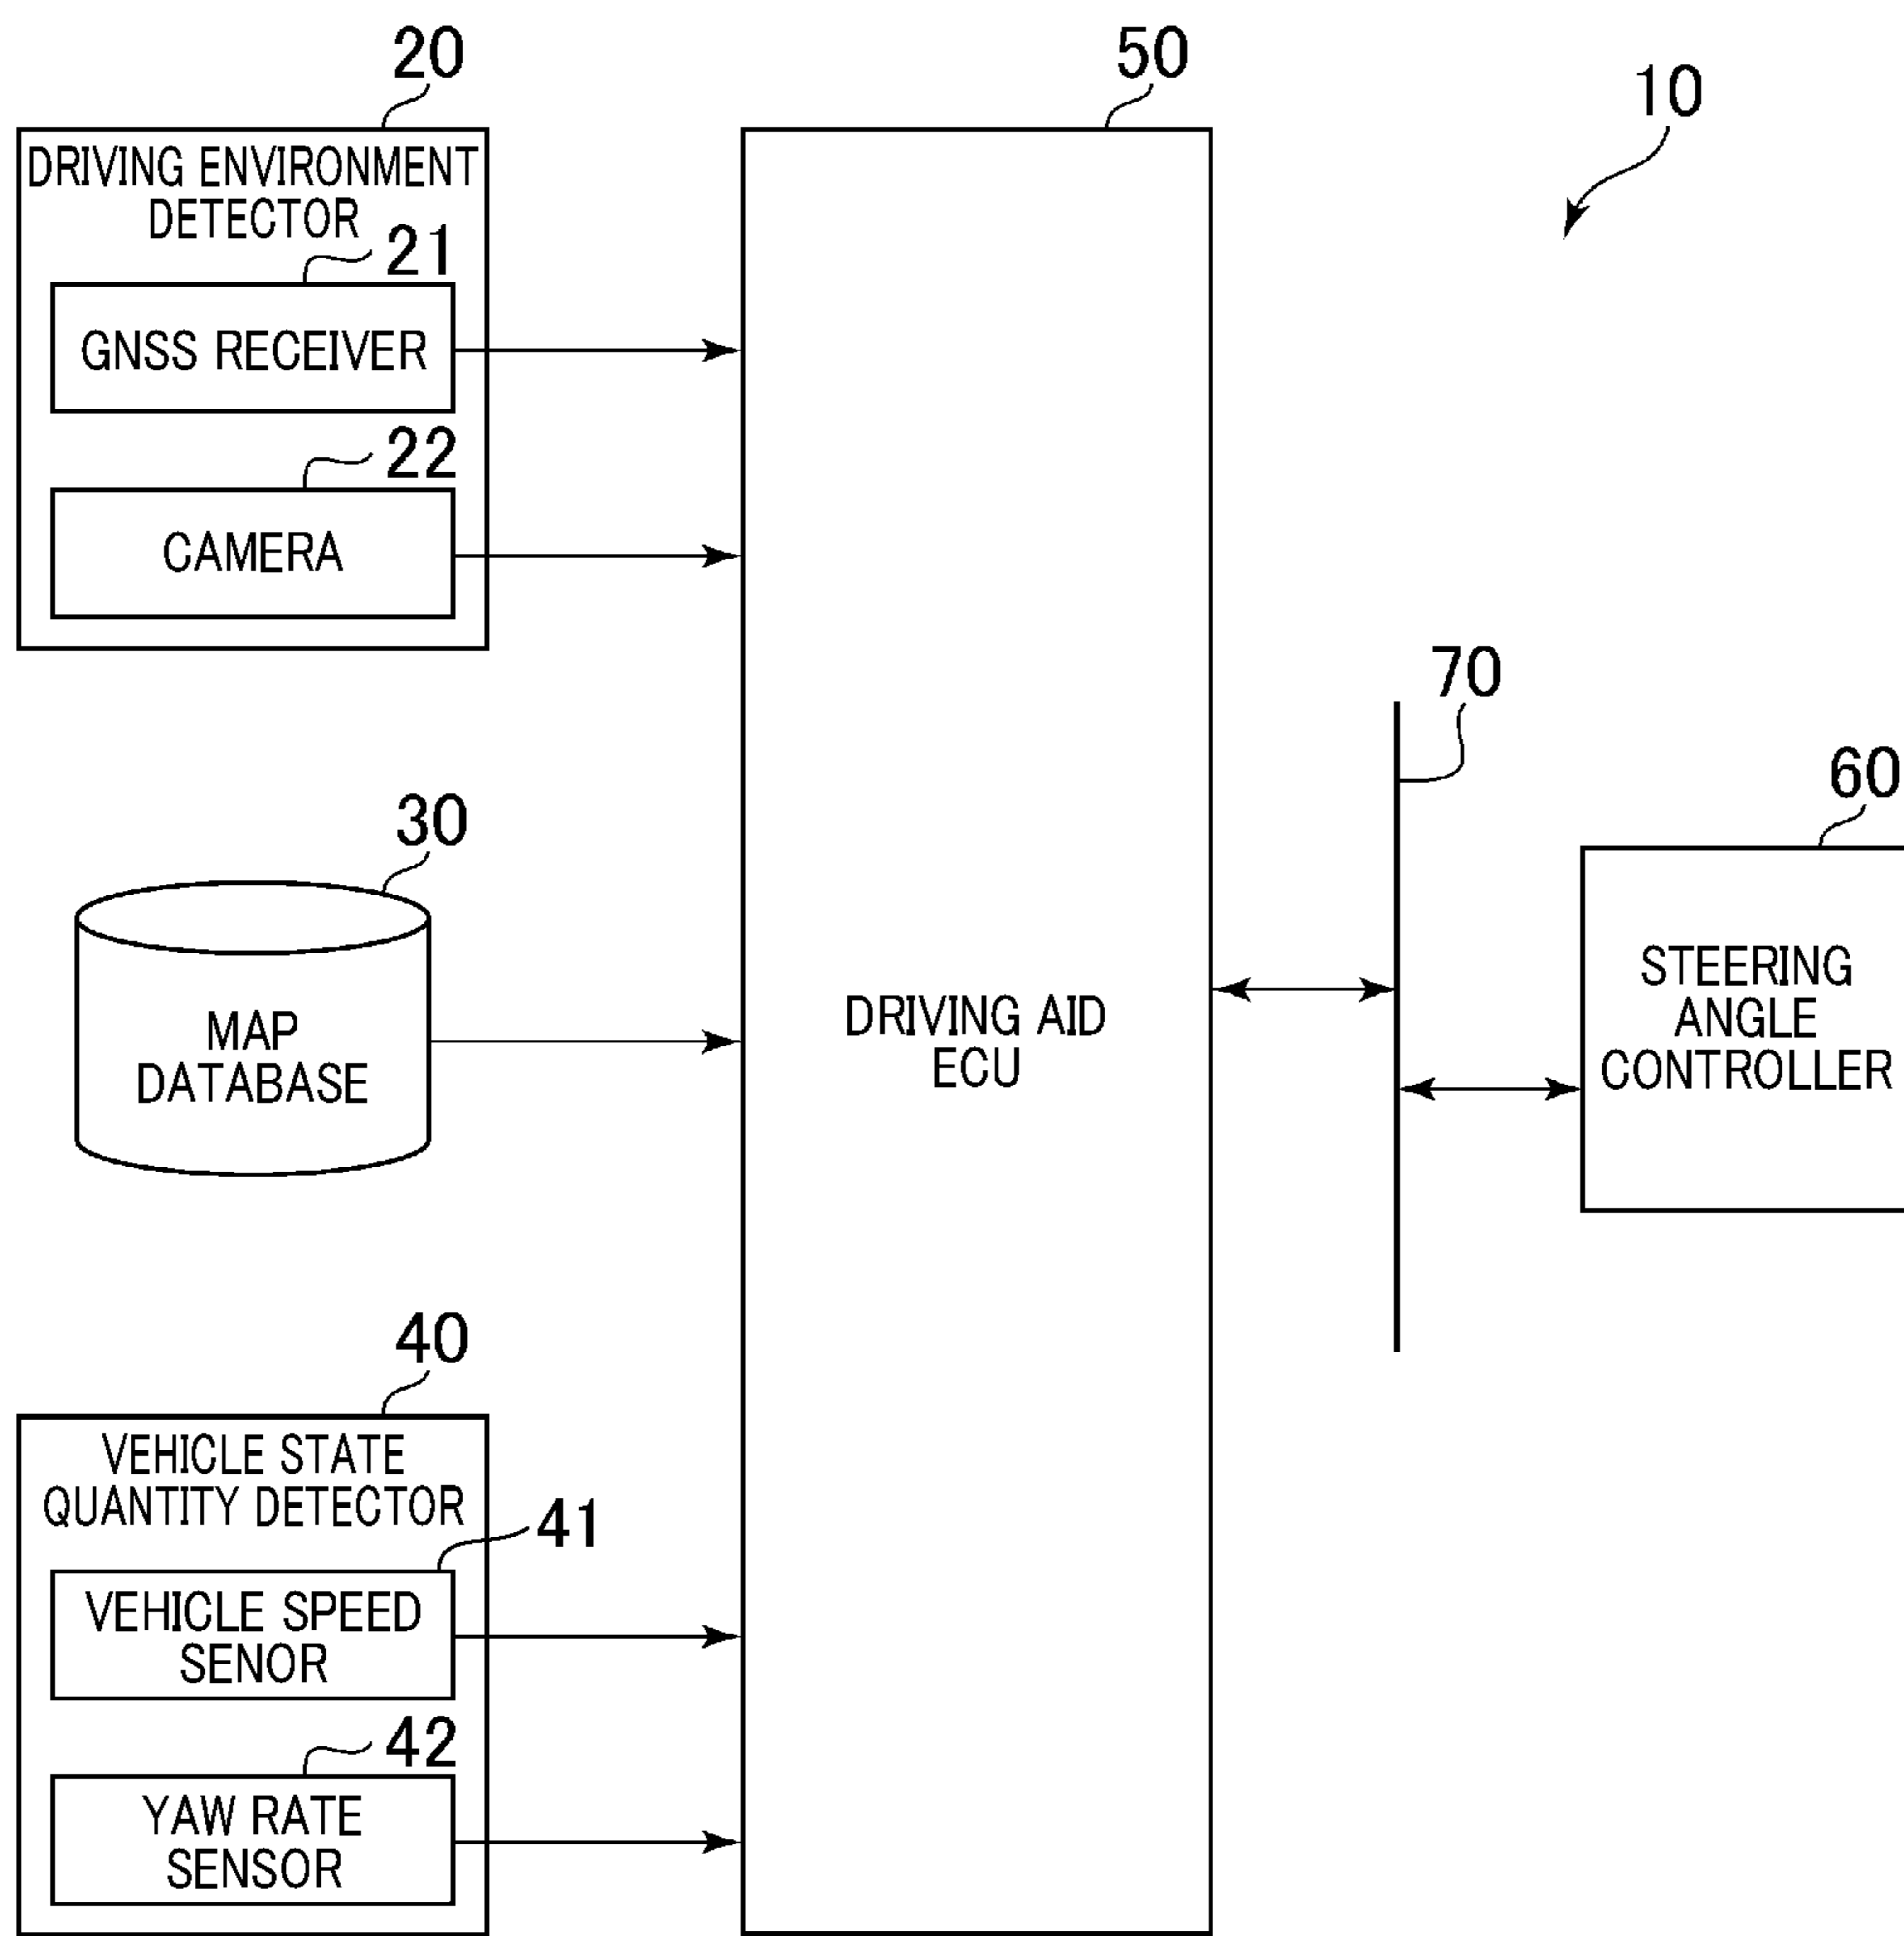 20
50
10
DRIVING ENVIRONMENT
DETECTOR
21
GNSS RECEIVER
22
CAMERA
70
60
30
STEERING
ANGLE
CONTROLLER
MAP
DATABASE
DRIVING AID
ECU
40
VEHICLE STATE
QUANTITY DETECTOR
41
VEHICLE SPEED
SENOR
42
YAW RATE
SENSOR